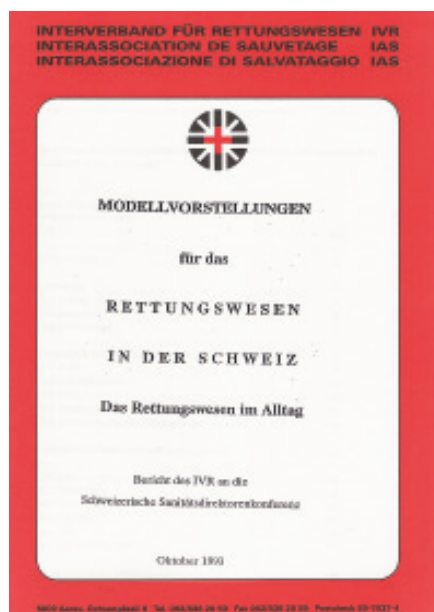 INTERVERBAND FÜR RETTUNGSWESEN IVR
INTERASSOCIATION DE SAUVETAGE IAS
INTERASSOCIAZIONE DI SALVATAGGIO IAS
MODELLVORSTELLUNGEN
für das
RETTUNGSWESEN
IN DER SCHWEIZ
Das Rettungswesen im Alltag
Bericht des IVR an die
Schweizerische Sanitätsdirektorenkonferenz
Oktober 1993